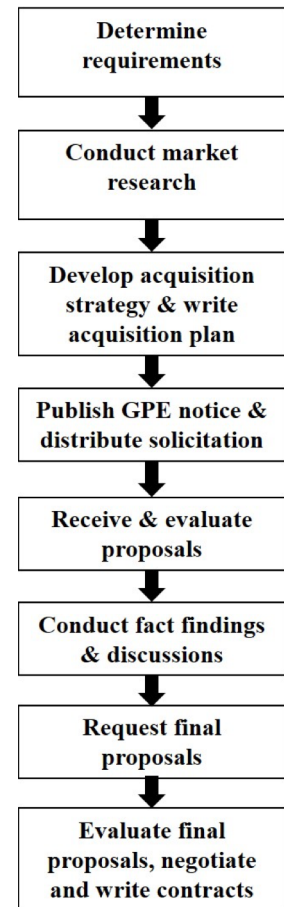 Determine
requirements
Conduct market
research
Develop acquisition
strategy & write
acquisition plan
Publish GPE notice &
distribute solicitation
Receive & evaluate
proposals
Conduct fact findings
& discussions
Request final
proposals
Evaluate final
proposals, negotiate
and write contracts